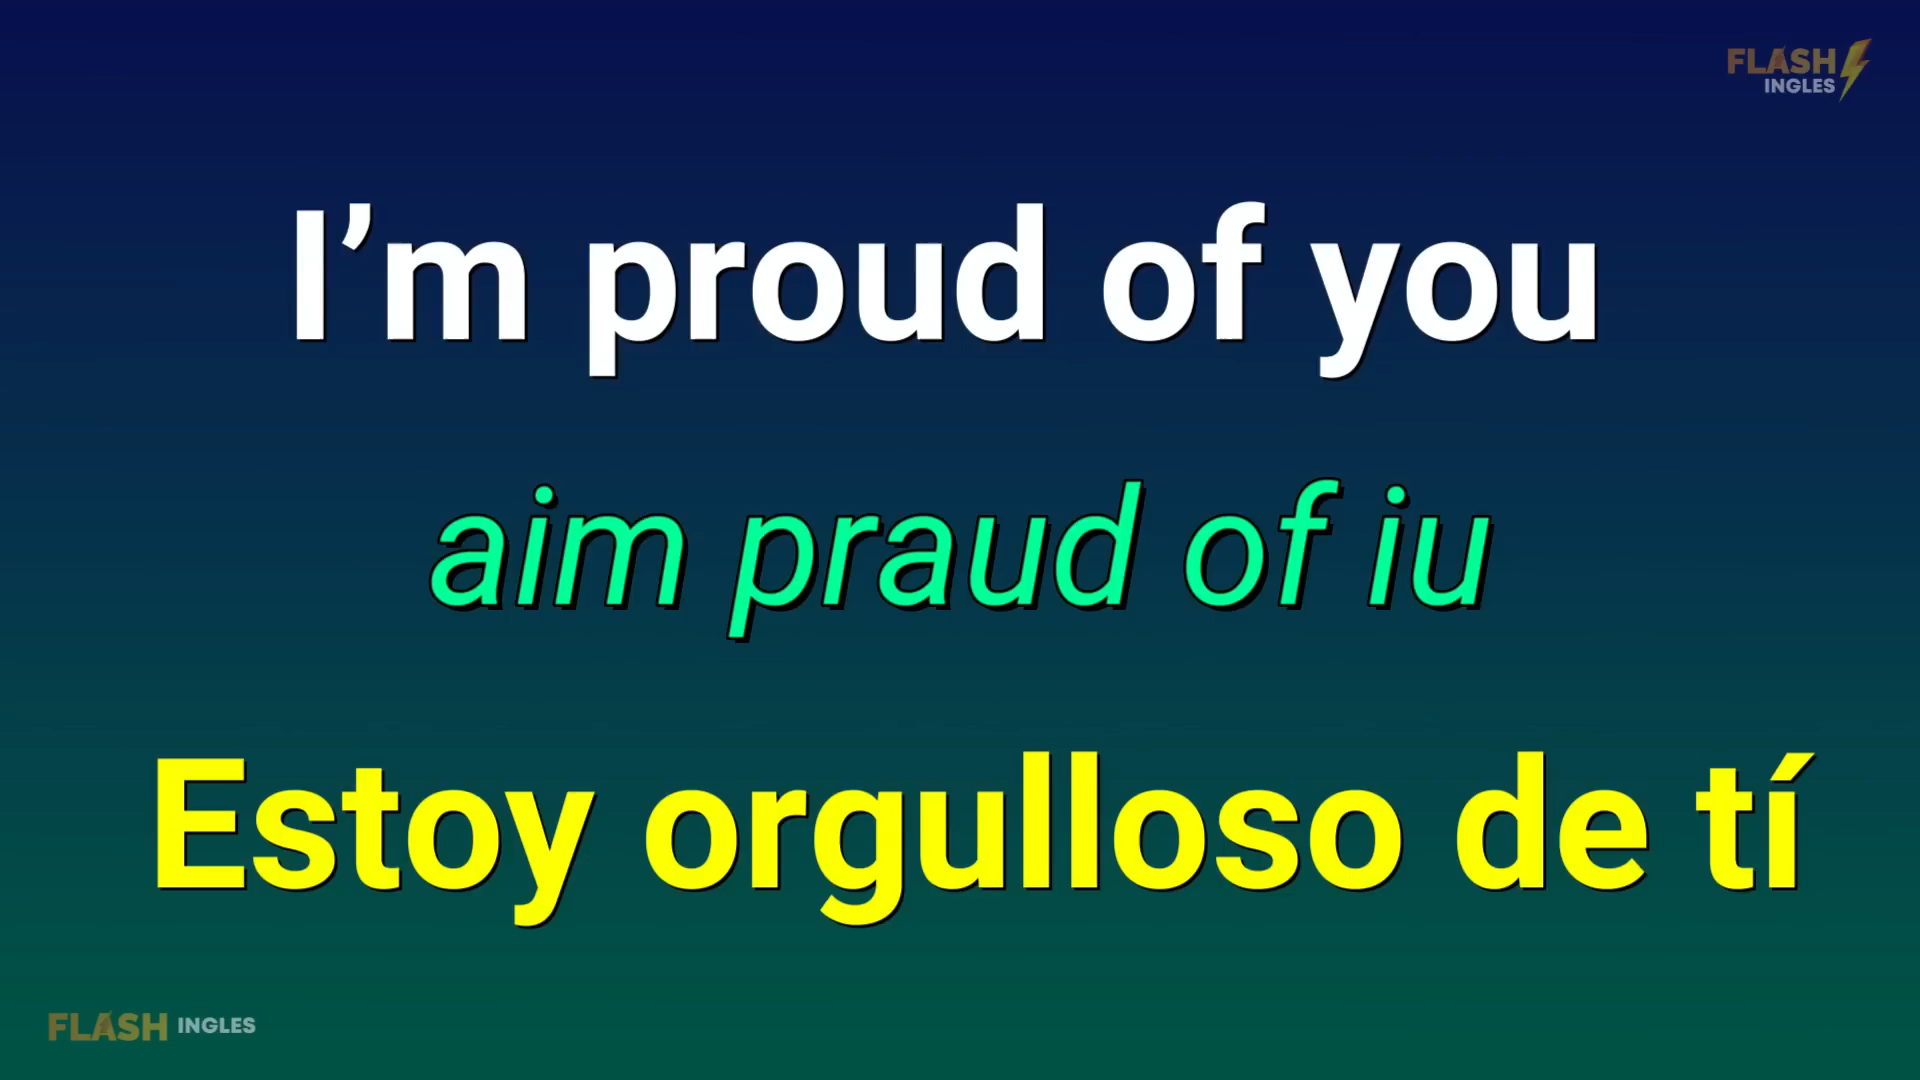 FLASH
INGLES
I’m proud of you
aim praud of iu
Estoy orgulloso de tí
FLASH INGLES